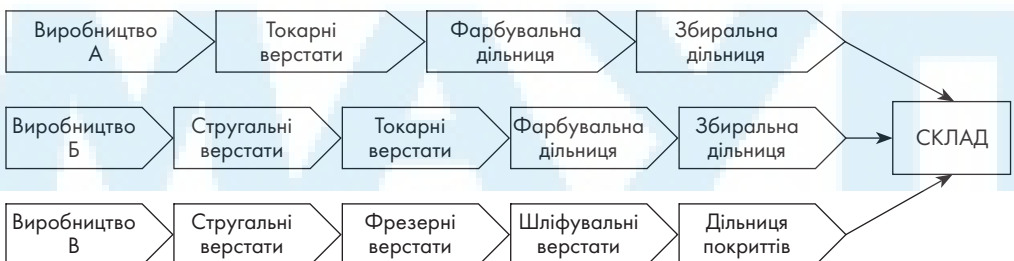 Виробництво
А
Токарні
верстати
Фарбувальна
дільниця
Збиральна
дільниця
Виробництво
Б
Стругальні
верстати
Токарні
верстати
Фарбувальна
дільниця
Збиральна
дільниця
СКЛАД
Виробництво
В
Стругальні
верстати
Фрезерні
верстати
Шліфувальні
верстати
Дільниця
покриттів